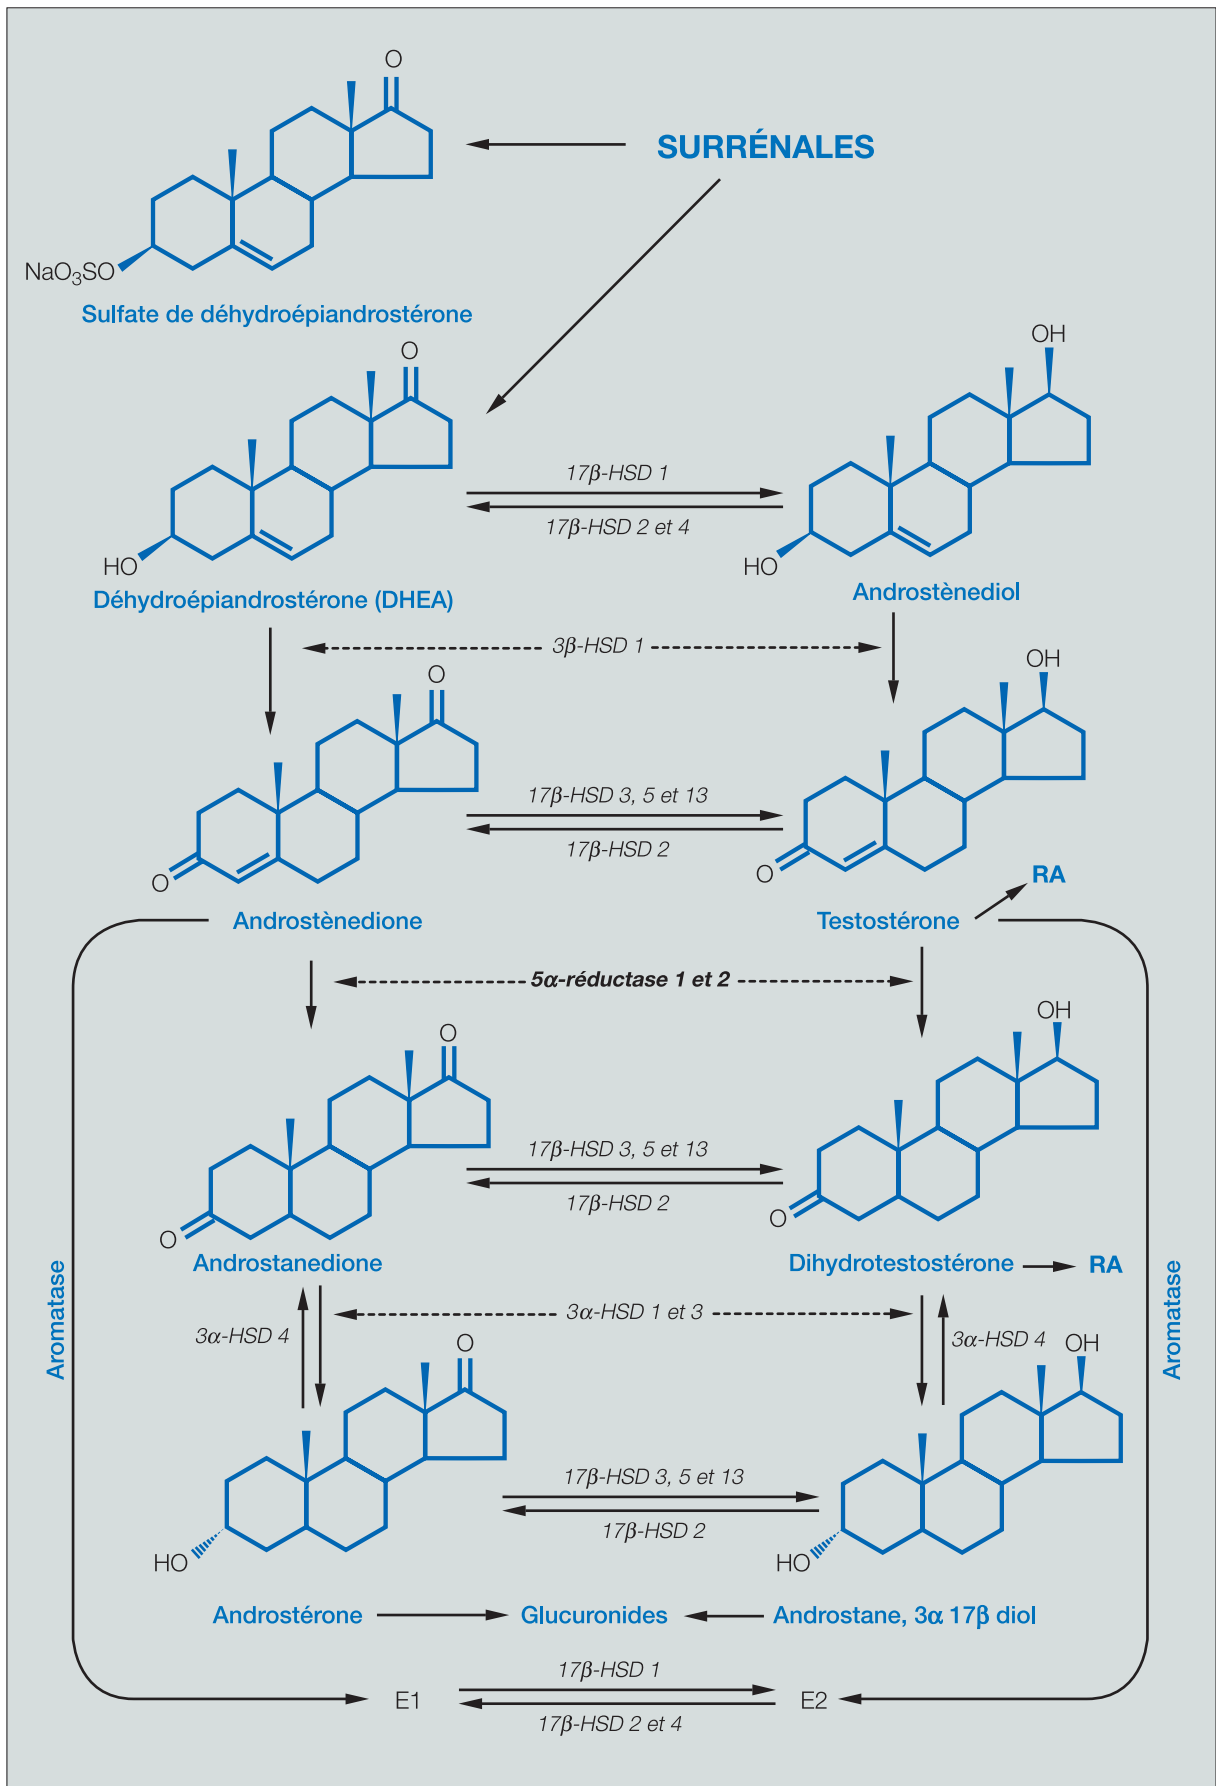 O
SURRÉNALES
NaO₃SO
Sulfate de déhydroépiandrostérone
OH
O
17β-HSD 1
17β-HSD 2 et 4
HO
HO
Déhydroépiandrostérone (DHEA)
Androstènediol
3β-HSD 1
OH
O
17β-HSD 3, 5 et 13
17β-HSD 2
O
O
RA
Androstènedione
Testostérone
5α-réductase 1 et 2
OH
O
17β-HSD 3, 5 et 13
17β-HSD 2
O
O
Androstanedione
Dihydrotestostérone
RA
Aromatase
Aromatase
3α-HSD 1 et 3
3α-HSD 4
3α-HSD 4
O
OH
17β-HSD 3, 5 et 13
17β-HSD 2
HO
HO
Androstérone
Glucuronides
Androstane, 3α 17β diol
17β-HSD 1
E1
E2
17β-HSD 2 et 4